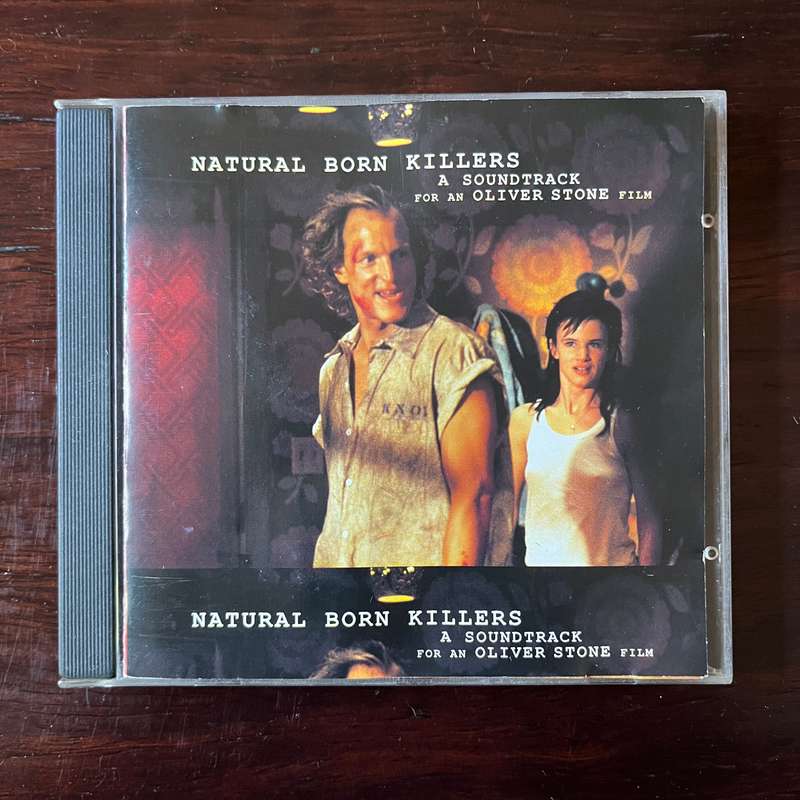 NATURAL BORN KILLERS
A SOUNDTRACK
FOR AN OLIVER STONE FILM
NATURAL BORN KILLERS
A SOUNDTRACK
FOR AN OLIVER STONE FILM